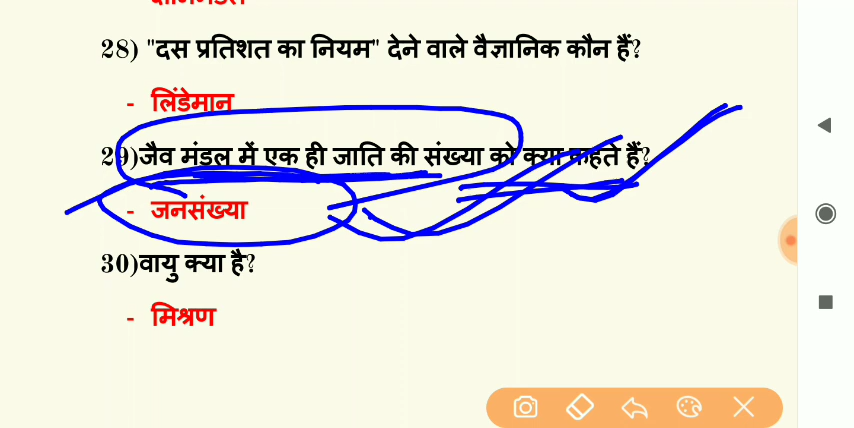 28) "दस प्रतिशत का नियम" देने वाले वैज्ञानिक कौन हैं?
- लिंडेमान
29)जैव मंडल में एक ही जाति की संख्या को क्या कहते हैं?
- जनसंख्या
30)वायु क्या है?
- मिश्रण